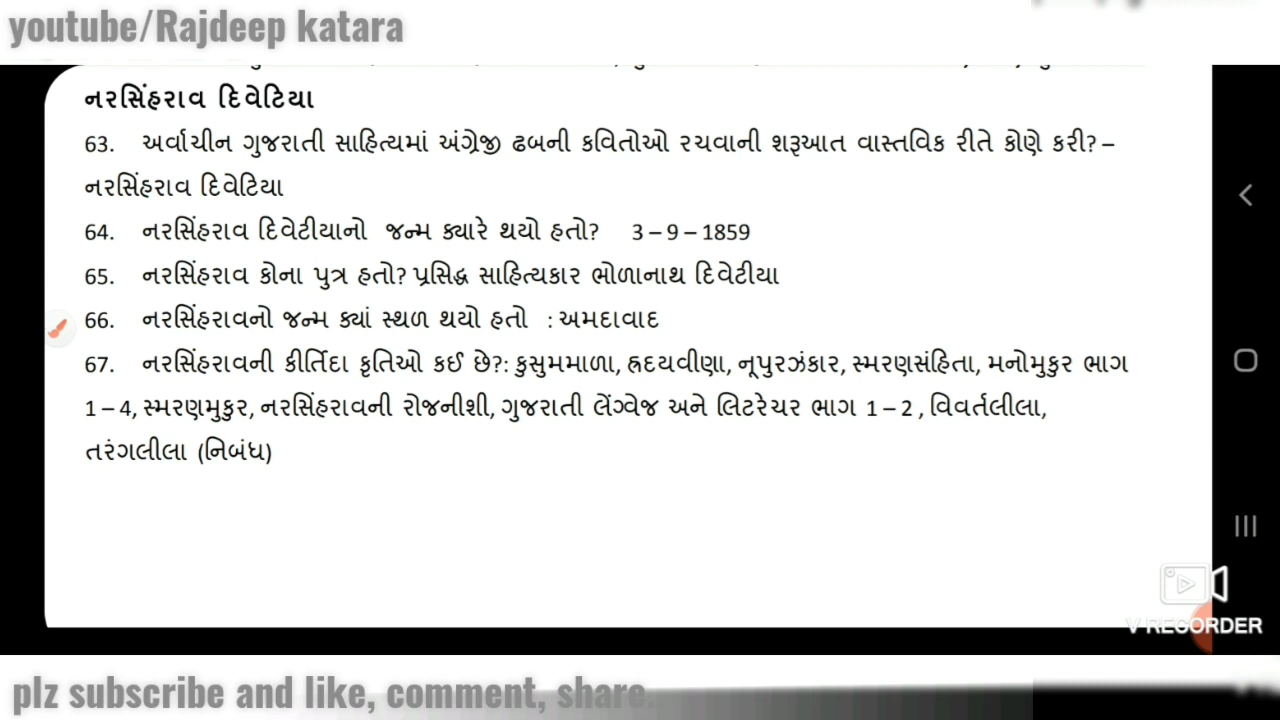 youtube/Rajdeep katara
નરસિંહરાવ દિવેટિયા
63. અર્વાચીન ગુજરાતી સાહિત્યમાં અંગ્રેજી ઢબની કવિતોઓ રચવાની શરૂઆત વાસ્તવિક રીતે કોણે કરી? –
નરસિંહરાવ દિવેટિયા
64. નરસિંહરાવ દિવેટીયાનો જન્મ ક્યારે થયો હતો? 3 – 9 – 1859
65. નરસિંહરાવ કોના પુત્ર હતો? પ્રસિદ્ધ સાહિત્યકાર ભોળાનાથ દિવેટીયા
66. નરસિંહરાવનો જન્મ ક્યાં સ્થળ થયો હતો : અમદાવાદ
67. નરસિંહરાવની કીર્તિદા કૃતિઓ કઈ છે?: કુસુમમાળા, હ્રદયવીણા, નૂપુરઝંકાર, સ્મરણસંહિતા, મનોમુકુર ભાગ
1 – 4, સ્મરણમુકુર, નરસિંહરાવની રોજનીશી, ગુજરાતી લેંગ્વેજ અને લિટરેચર ભાગ 1 – 2 , વિવર્તલીલા,
તરંગલીલા (નિબંધ)
V RECORDER
plz subscribe and like, comment, share.